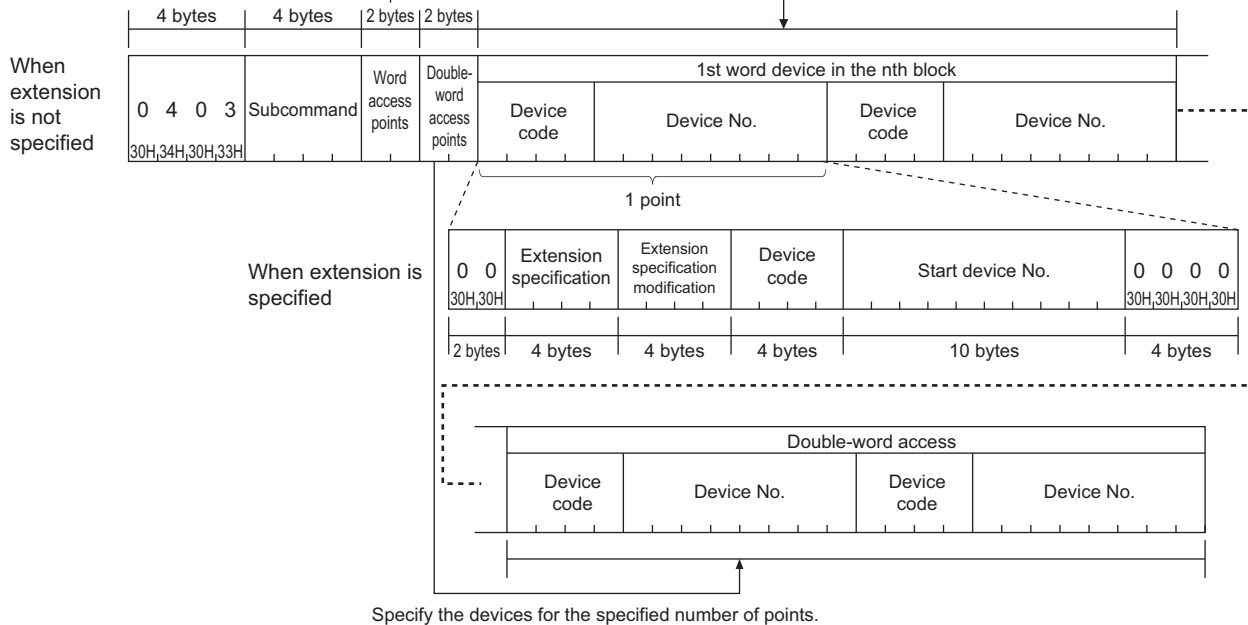 4 bytes 4 bytes 2 bytes 2 bytes
When extension is not specified
0 4 0 3
30H 34H 30H 33H
Subcommand
Word access points
Double-word access points
1st word device in the nth block
Device code
Device No.
Device code
Device No.
1 point
When extension is specified
0 0
30H 30H
Extension specification
Extension specification modification
Device code
Start device No.
0 0 0 0
30H 30H 30H 30H
2 bytes 4 bytes 4 bytes 4 bytes 10 bytes 4 bytes
Double-word access
Device code
Device No.
Device code
Device No.
Specify the devices for the specified number of points.